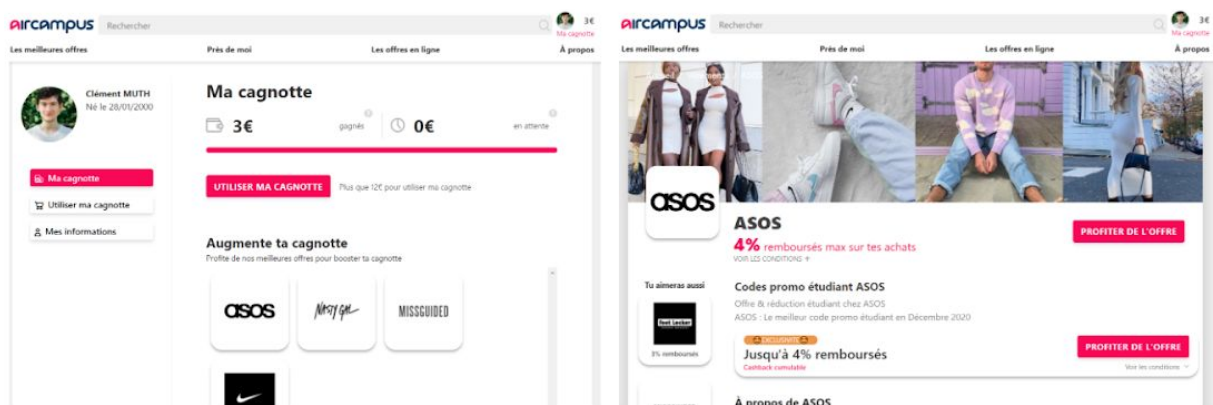 aircampus
Rechercher
3€
Ma cagnotte
Les meilleures offres
Près de moi
Les offres en ligne
À propos
Clément MUTH
Né le 28/01/2000
Ma cagnotte
Utiliser ma cagnotte
Mes informations
Ma cagnotte
3€ gagnés
0€ en attente
UTILISER MA CAGNOTTE
Plus que 12€ pour utiliser ma cagnotte
Augmente ta cagnotte
Profite de nos meilleures offres pour booster ta cagnotte
asos
NASTY GAL
MISSGUIDED
aircampus
Rechercher
3€
Ma cagnotte
Les meilleures offres
Près de moi
Les offres en ligne
À propos
asos
ASOS
4% remboursés max sur tes achats
VOIR LES CONDITIONS
PROFITER DE L'OFFRE
Tu aimeras aussi
Foot Locker
3% remboursés
Codes promo étudiant ASOS
Offre & réduction étudiant chez ASOS
ASOS : Le meilleur code promo étudiant en Décembre 2020
EXCLUSIVITÉ
Jusqu'à 4% remboursés
Cashback cumulable
PROFITER DE L'OFFRE
Voir les conditions
À propos de ASOS